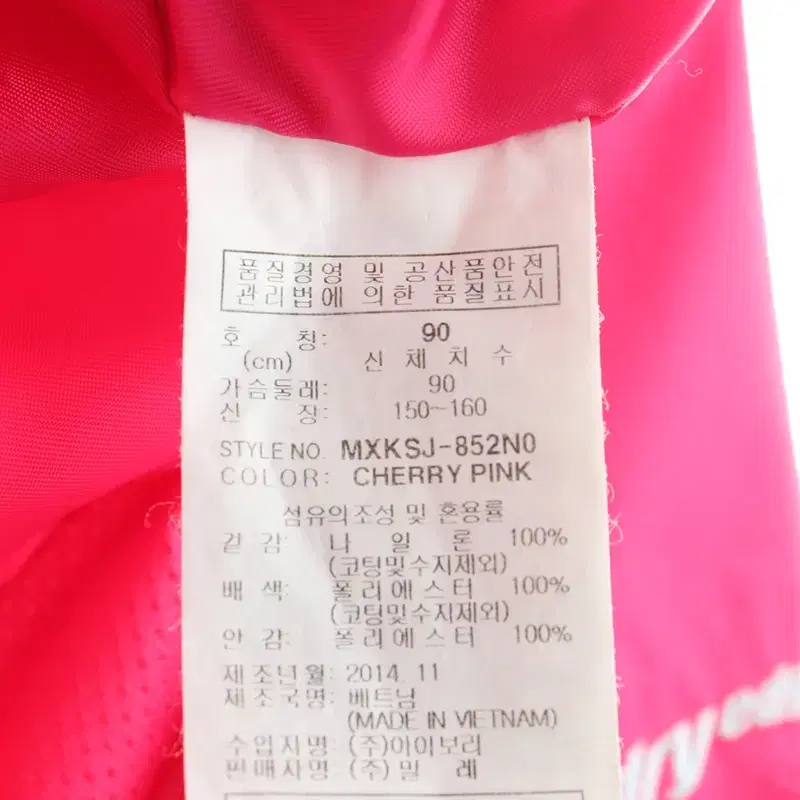 품질경영 및 공산품안전
관리법에 의한 품질표시
호 칭: 90
(cm) 신체치수
가슴둘레: 90
신 장: 150~160
STYLE NO. MXKSJ-852N0
COLOR: CHERRY PINK
섬유의조성 및 혼용률
겉 감: 나 일 론 100%
(코팅및수지제외)
배 색: 폴리에스터 100%
(코팅및수지제외)
안 감: 폴리에스터 100%
제조년월: 2014.11
제조국명: 베트남
(MADE IN VIETNAM)
수입자명: (주)아이보리
판매사명: (주) 밀 레